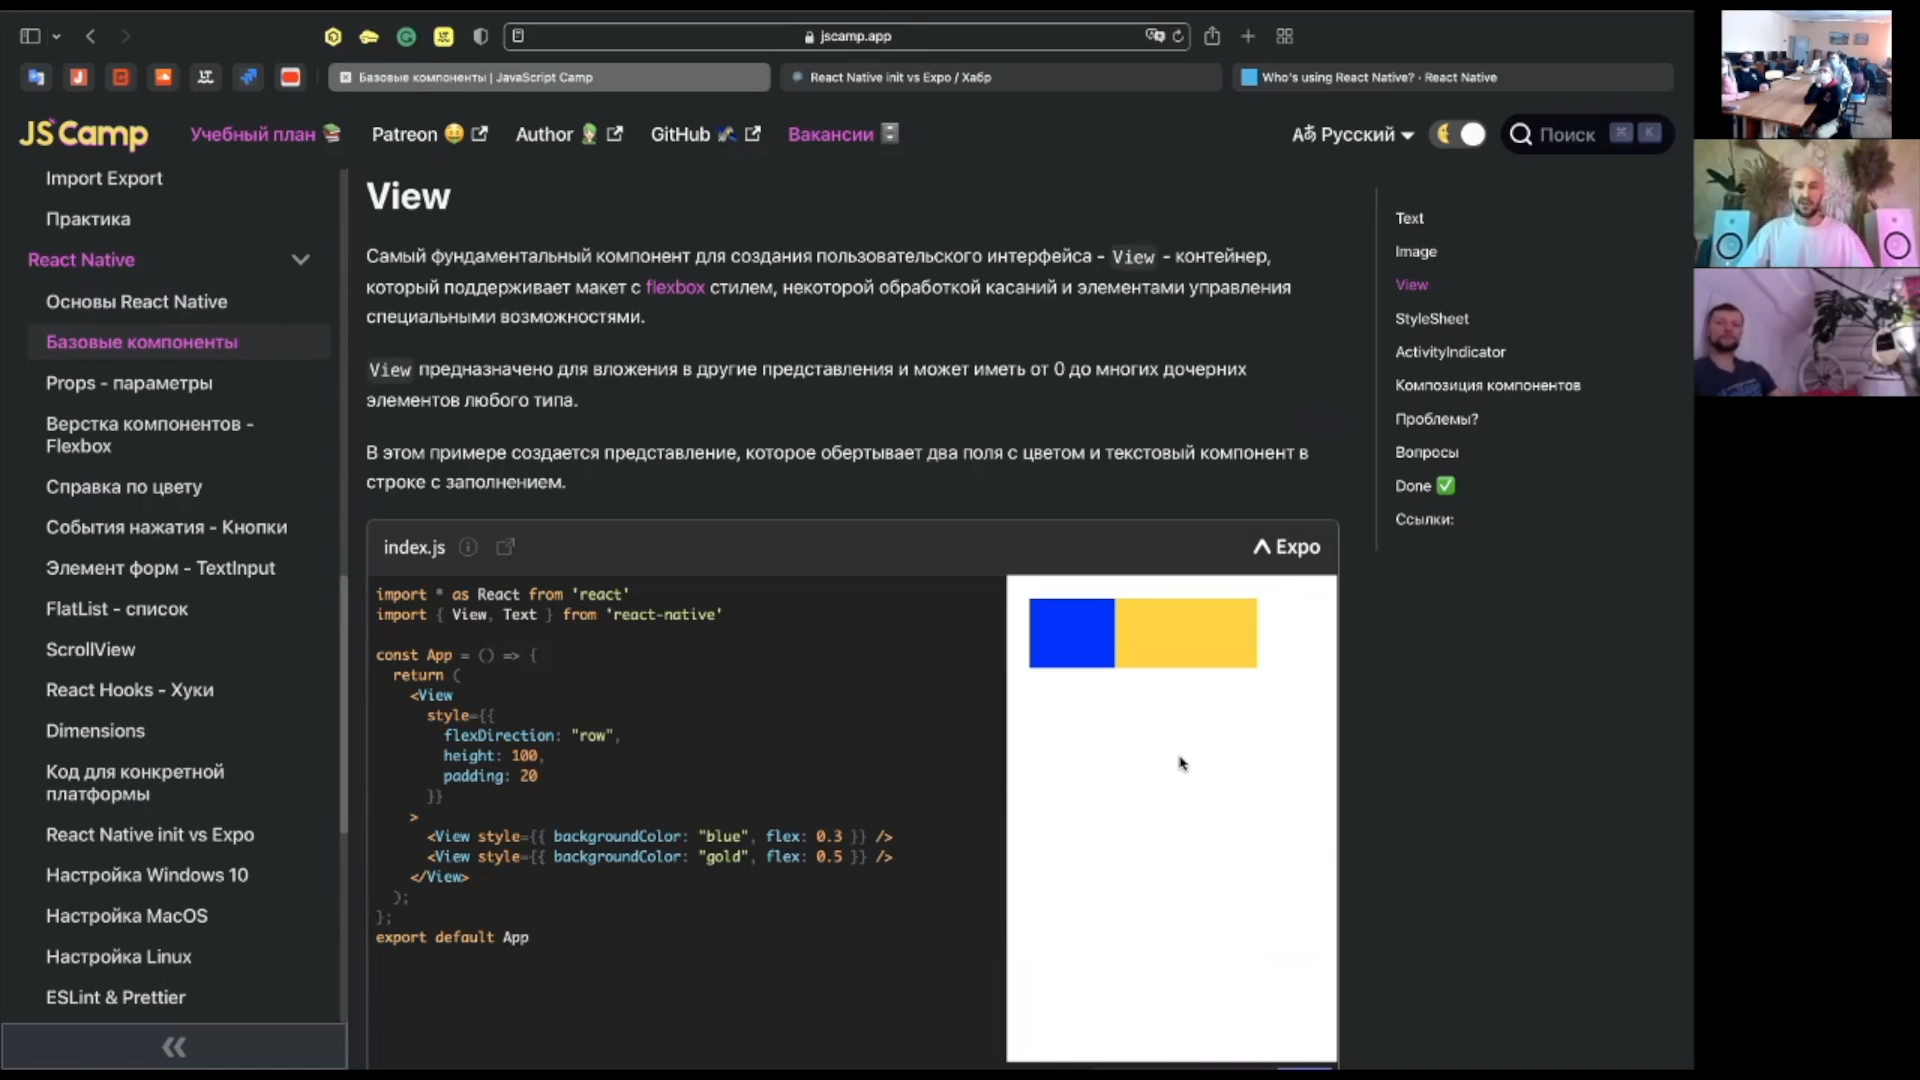 jscamp.app
Базовые компоненты | JavaScript Camp
React Native init vs Expo / Хабр
Who's using React Native? · React Native
JS Camp
Учебный план
Patreon
Author
GitHub
Вакансии
Русский
Поиск
K
Import Export
Практика
React Native
Основы React Native
Базовые компоненты
Props - параметры
Верстка компонентов -
Flexbox
Справка по цвету
События нажатия - Кнопки
Элемент форм - TextInput
FlatList - список
ScrollView
React Hooks - Хуки
Dimensions
Код для конкретной
платформы
React Native init vs Expo
Настройка Windows 10
Настройка MacOS
Настройка Linux
ESLint & Prettier
View
Самый фундаментальный компонент для создания пользовательского интерфейса - View - контейнер,
который поддерживает макет с flexbox стилем, некоторой обработкой касаний и элементами управления
специальными возможностями.
View предназначено для вложения в другие представления и может иметь от 0 до многих дочерних
элементов любого типа.
В этом примере создается представление, которое обертывает два поля с цветом и текстовый компонент в
строке с заполнением.
index.js
Expo
import * as React from 'react'
import { View, Text } from 'react-native'
const App = () => {
return (
<View
style={{
flexDirection: "row",
height: 100,
padding: 20
}}
>
<View style={{ backgroundColor: "blue", flex: 0.3 }} />
<View style={{ backgroundColor: "gold", flex: 0.5 }} />
</View>
);
};
export default App
Text
Image
View
StyleSheet
ActivityIndicator
Композиция компонентов
Проблемы?
Вопросы
Done ✅
Ссылки: